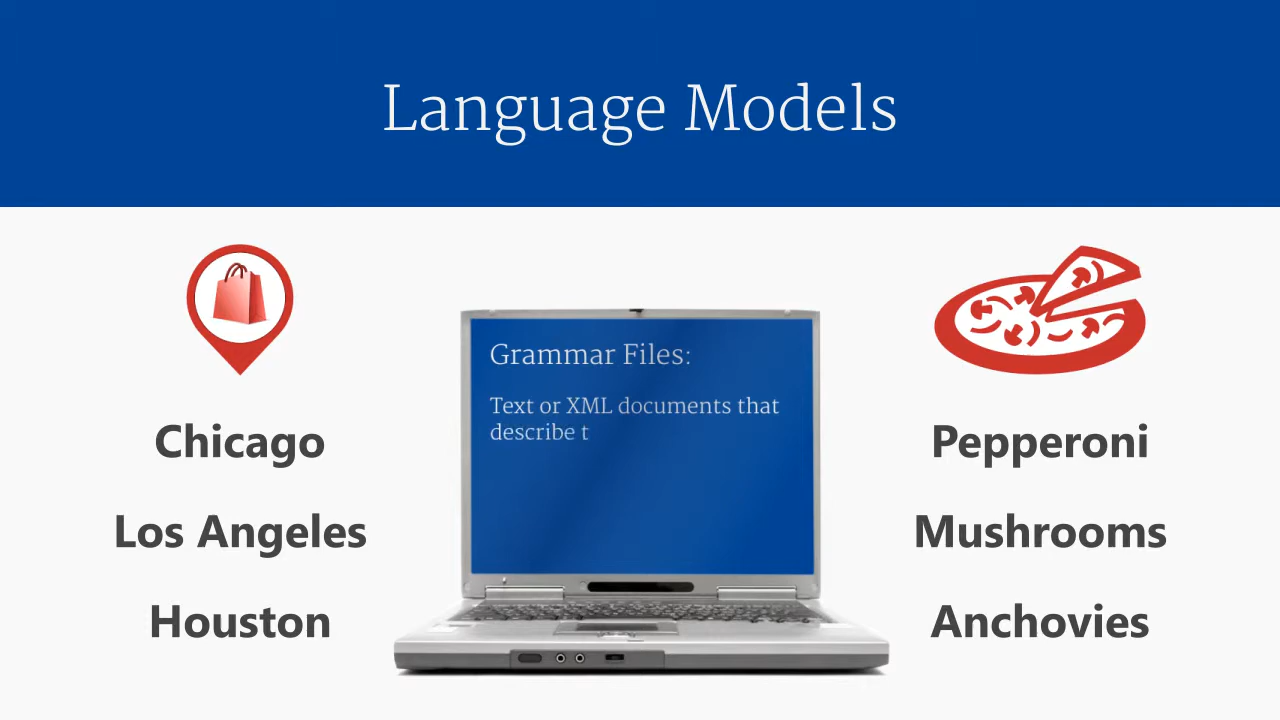 Language Models
Chicago
Los Angeles
Houston
Grammar Files:
Text or XML documents that
describe t
Pepperoni
Mushrooms
Anchovies